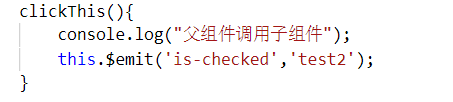 clickThis(){
console.log("父组件调用子组件");
this.$emit('is-checked','test2');
}